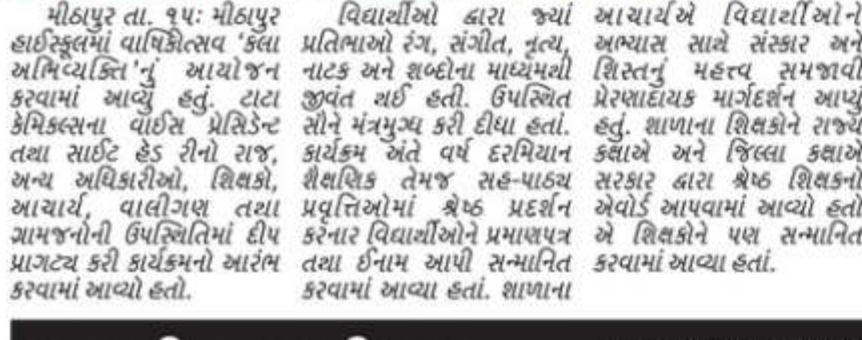 મીઠાપુર તા. ૧૫ઃ મીઠાપુર
હાઈસ્કૂલમાં વાર્ષિકોત્સવ ‘કલા
અભિવ્યક્તિ'નું આયોજન
કરવામાં આવ્યું હતું. ટાટા
કેમિકલ્સના વાઈસ પ્રેસિડેન્ટ
તથા સાઈટ હેડ રીનો રાજ,
અન્ય અધિકારીઓ, શિક્ષકો,
આચાર્ય, વાલીગણ તથા
ગ્રામજનોની ઉપસ્થિતિમાં દીપ
પ્રાગટ્ય કરી કાર્યક્રમનો આરંભ
કરવામાં આવ્યો હતો.
વિદ્યાર્થીઓ દ્વારા જ્યાં
પ્રતિભાઓ રંગ, સંગીત, નૃત્ય,
નાટક અને શબ્દોના માધ્યમથી
જીવંત થઈ હતી. ઉપસ્થિત
સૌને મંત્રમુગ્ધ કરી દીધા હતાં.
કાર્યક્રમ અંતે વર્ષ દરમિયાન
શૈક્ષણિક તેમજ સહ-પાઠ્ય
પ્રવૃત્તિઓમાં શ્રેષ્ઠ પ્રદર્શન
કરનાર વિદ્યાર્થીઓને પ્રમાણપત્ર
તથા ઈનામ આપી સન્માનિત
કરવામાં આવ્યા હતાં. શાળાના
આચાર્યએ વિદ્યાર્થીઓને
અભ્યાસ સાથે સંસ્કાર અને
શિસ્તનું મહત્ત્વ સમજાવી
પ્રેરણાદાયક માર્ગદર્શન આપ્યું
હતું. શાળાના શિક્ષકોને રાજ્ય
કક્ષાએ અને જિલ્લા કક્ષાએ
સરકાર દ્વારા શ્રેષ્ઠ શિક્ષકનો
એવોર્ડ આપવામાં આવ્યો હતો
એ શિક્ષકોને પણ સન્માનિત
કરવામાં આવ્યા હતાં.